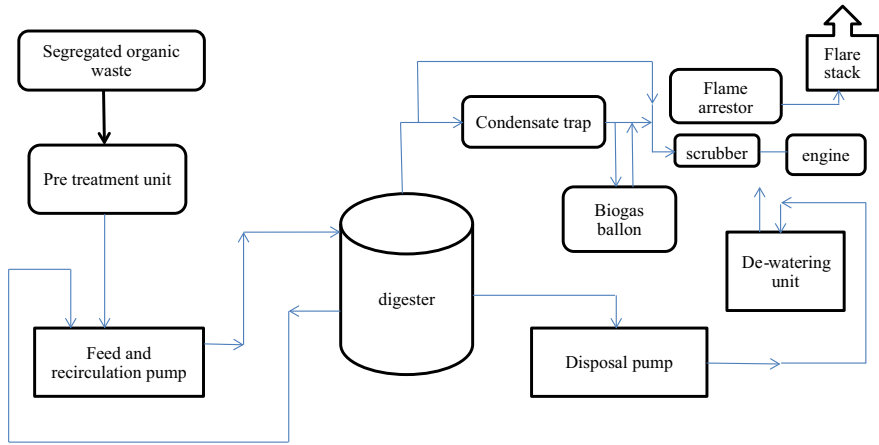 Segregated organic
waste
Pre treatment unit
Feed and
recirculation pump
digester
Condensate trap
Biogas
ballon
Flame
arrestor
Flare
stack
scrubber
engine
De-watering
unit
Disposal pump